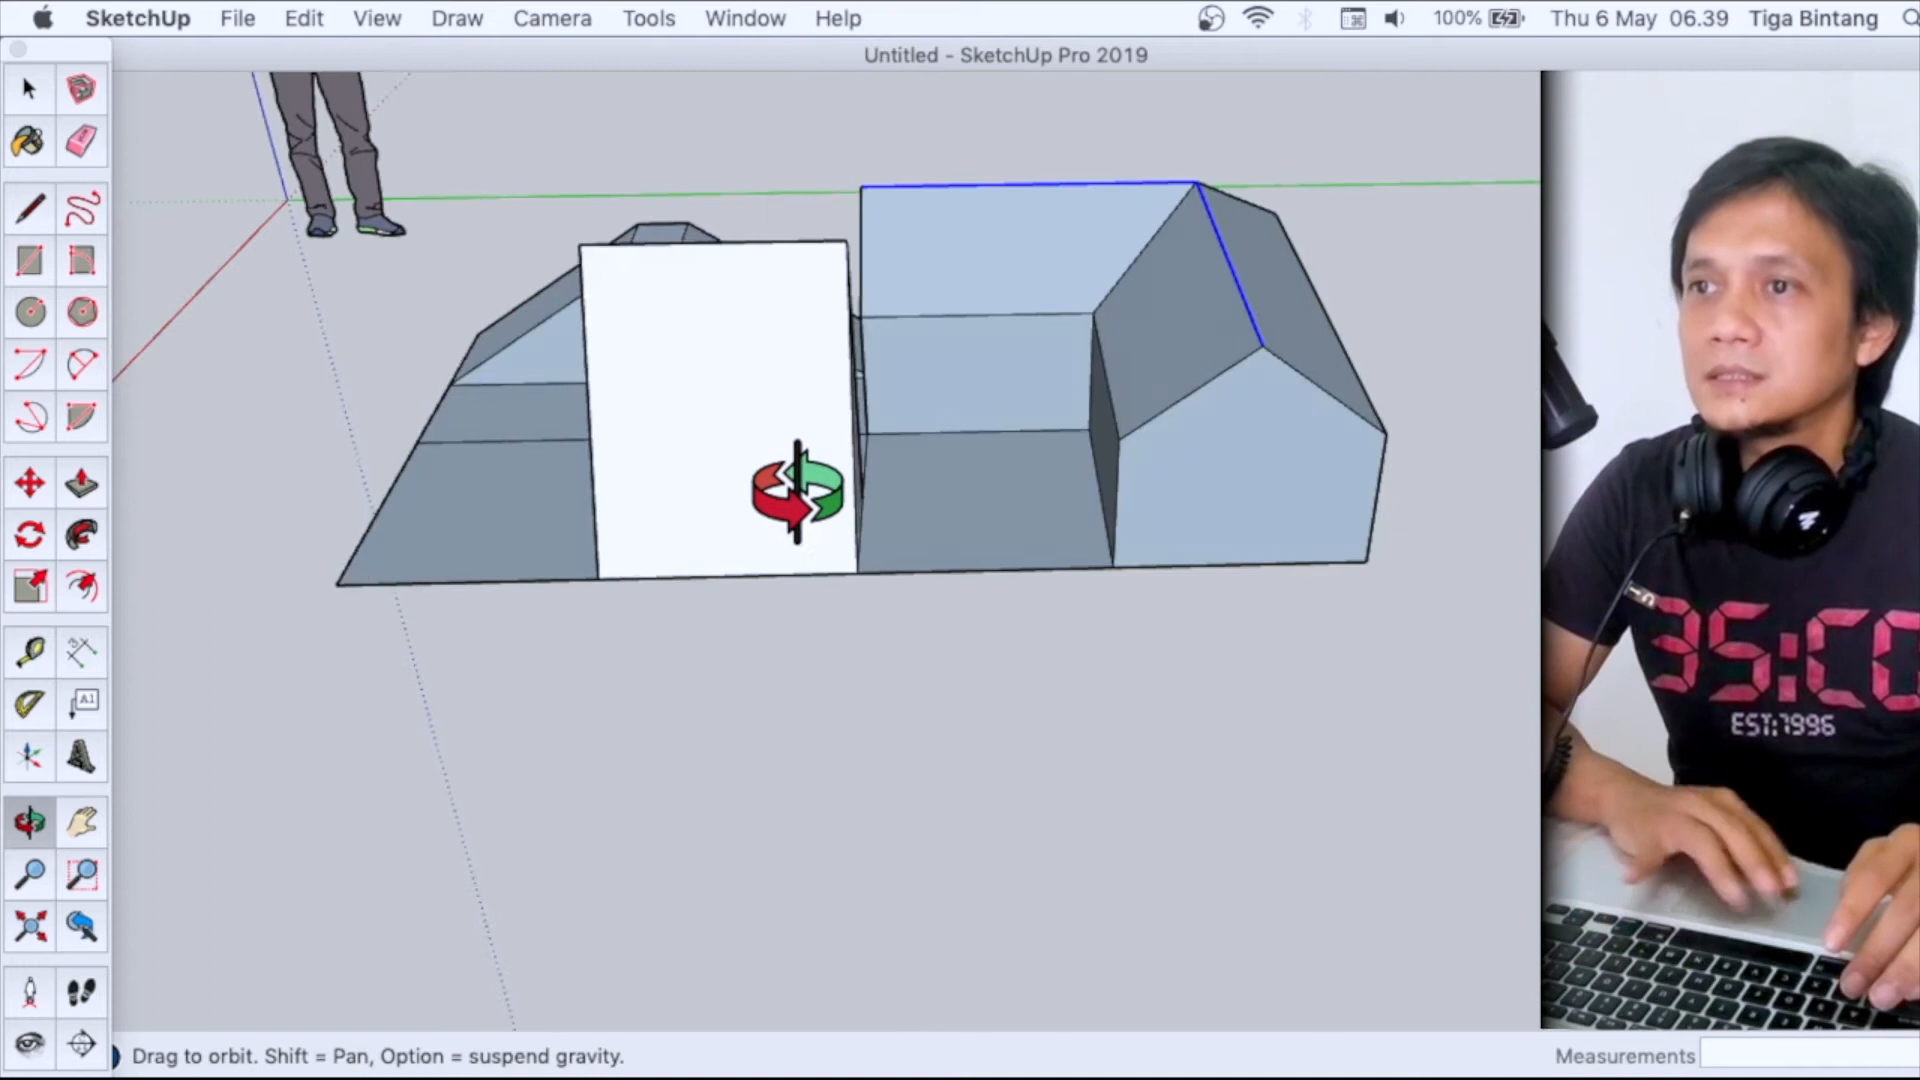 SketchUp File Edit View Draw Camera Tools Window Help 100% Thu 6 May 06.39 Tiga Bintang
Untitled - SketchUp Pro 2019
A1
35:CO
EST:1996
Drag to orbit. Shift = Pan, Option = suspend gravity.
Measurements